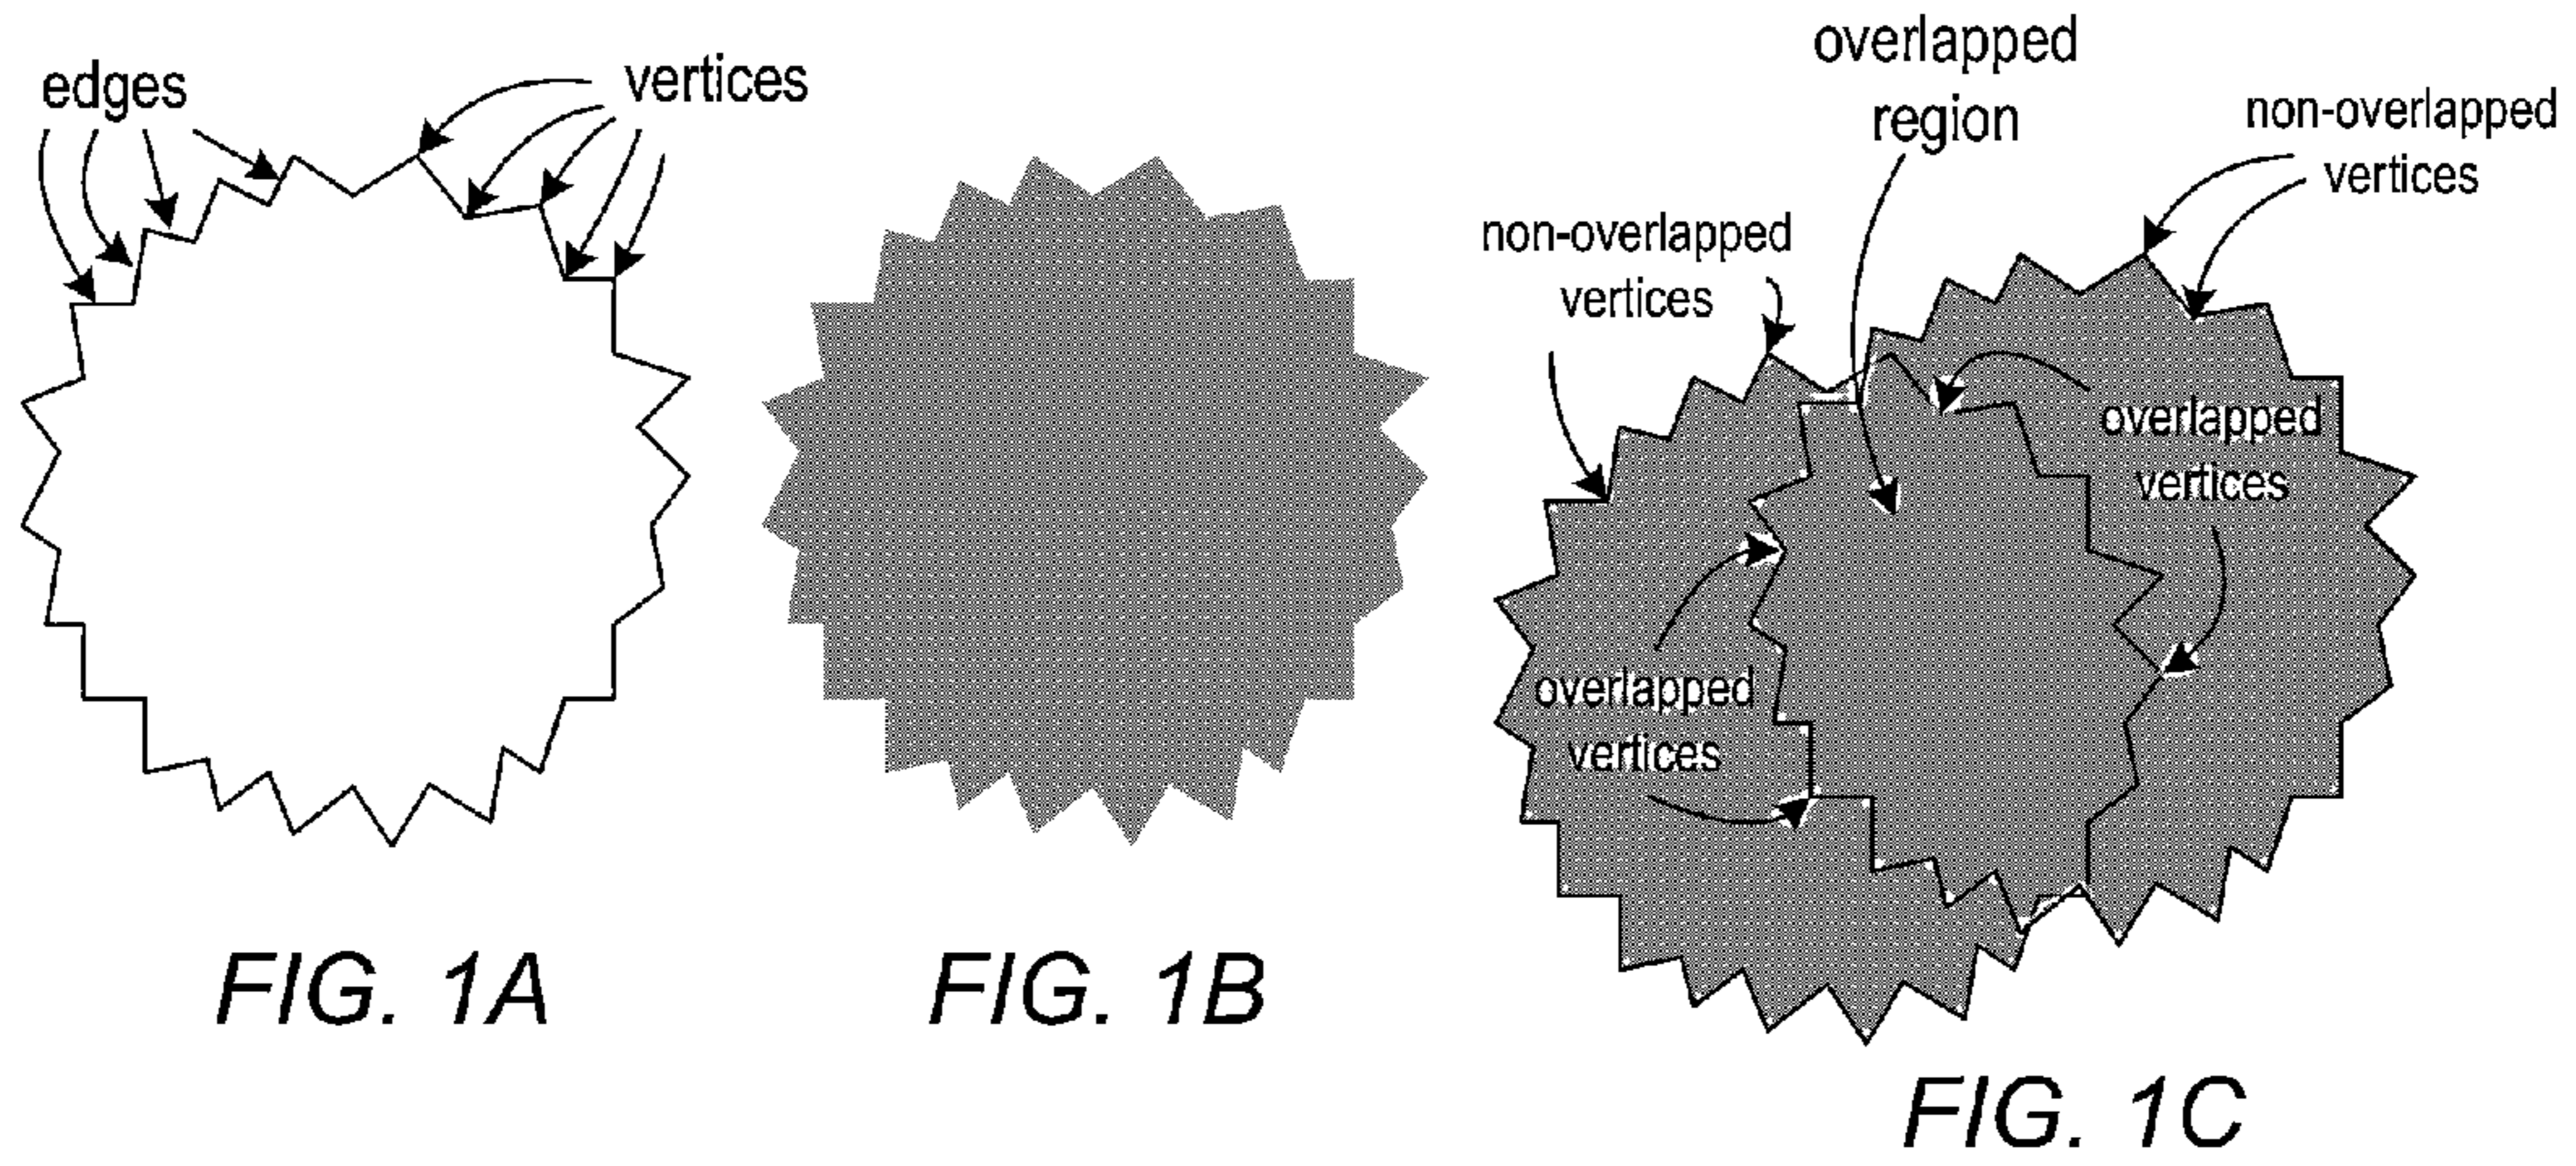 edges
vertices
FIG. 1A
FIG. 1B
overlapped
region
non-overlapped
vertices
non-overlapped
vertices
overlapped
vertices
overlapped
vertices
FIG. 1C